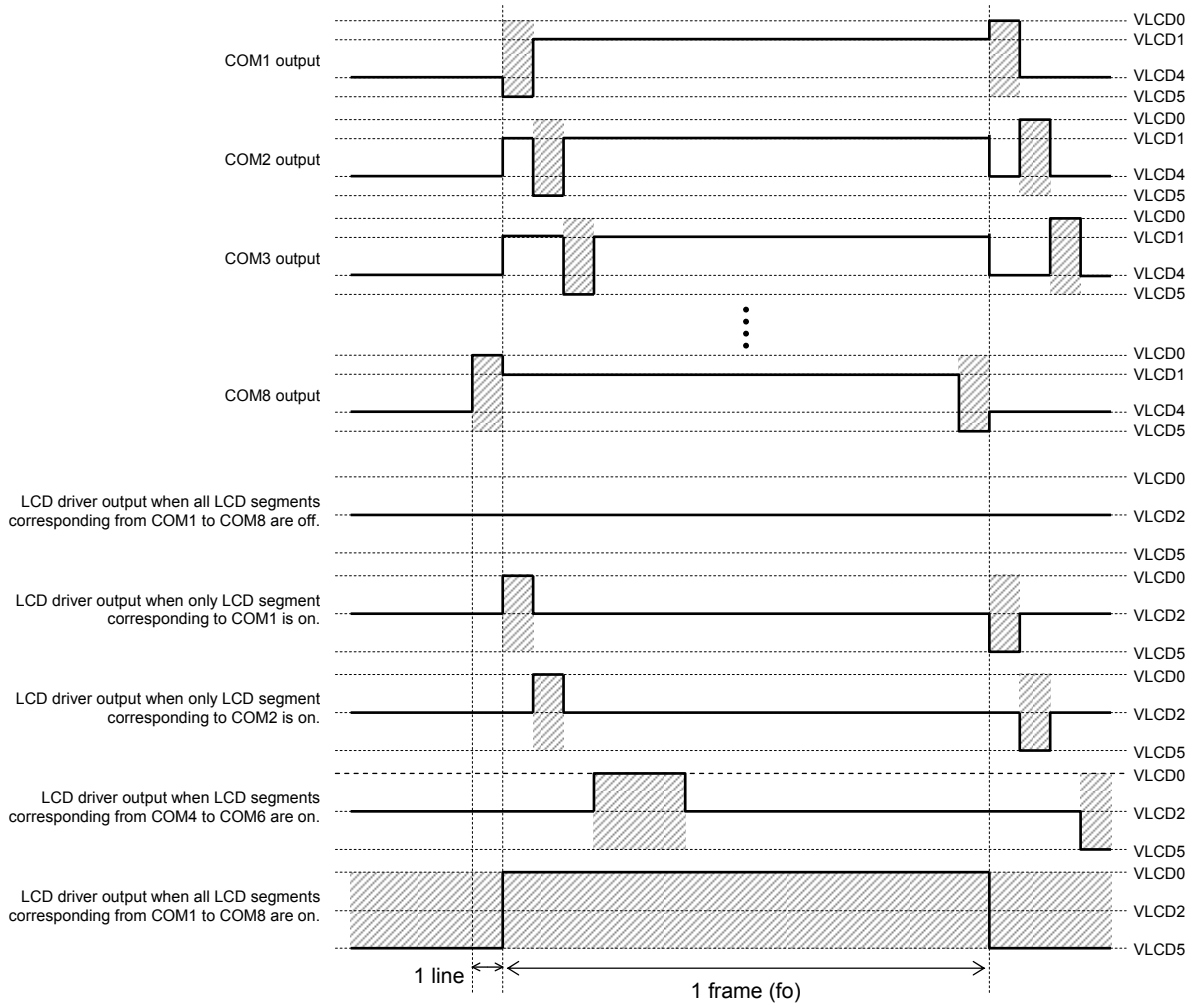 VLCD0
VLCD1
COM1 output
VLCD4
VLCD5
VLCD0
VLCD1
COM2 output
VLCD4
VLCD5
VLCD0
VLCD1
COM3 output
VLCD4
VLCD5
VLCD0
VLCD1
COM8 output
VLCD4
VLCD5
VLCD0
LCD driver output when all LCD segments
corresponding from COM1 to COM8 are off.
VLCD2
VLCD5
VLCD0
LCD driver output when only LCD segment
corresponding to COM1 is on.
VLCD2
VLCD5
VLCD0
LCD driver output when only LCD segment
corresponding to COM2 is on.
VLCD2
VLCD5
VLCD0
LCD driver output when LCD segments
corresponding from COM4 to COM6 are on.
VLCD2
VLCD5
VLCD0
LCD driver output when all LCD segments
corresponding from COM1 to COM8 are on.
VLCD2
VLCD5
1 line
1 frame (fo)